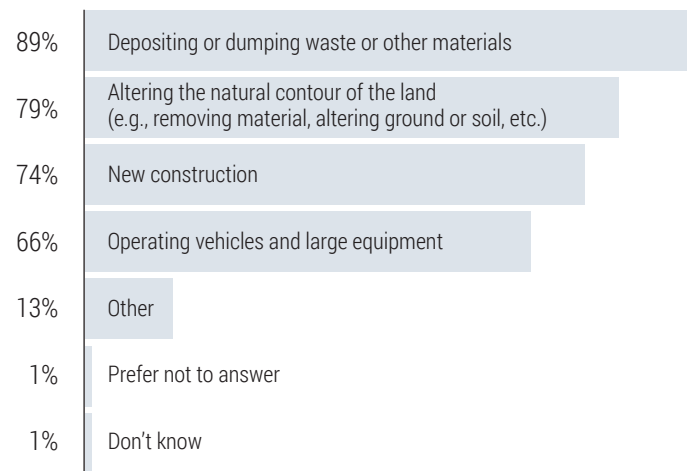 89% Depositing or dumping waste or other materials
79% Altering the natural contour of the land
(e.g., removing material, altering ground or soil, etc.)
74% New construction
66% Operating vehicles and large equipment
13% Other
1% Prefer not to answer
1% Don’t know